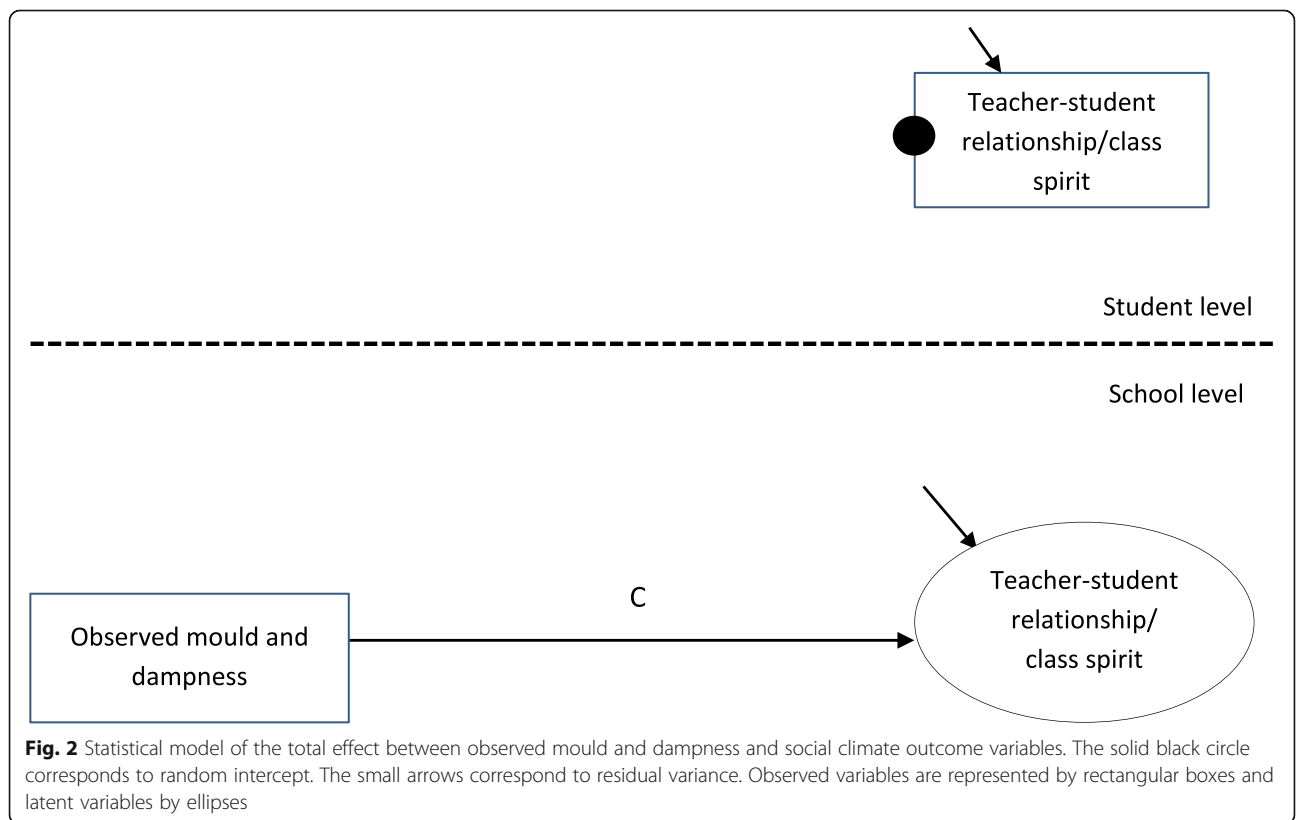 Teacher-student
relationship/class
spirit
Student level
School level
C
Teacher-student
relationship/
class spirit
Observed mould and
dampness
Fig. 2 Statistical model of the total effect between observed mould and dampness and social climate outcome variables. The solid black circle
corresponds to random intercept. The small arrows correspond to residual variance. Observed variables are represented by rectangular boxes and
latent variables by ellipses